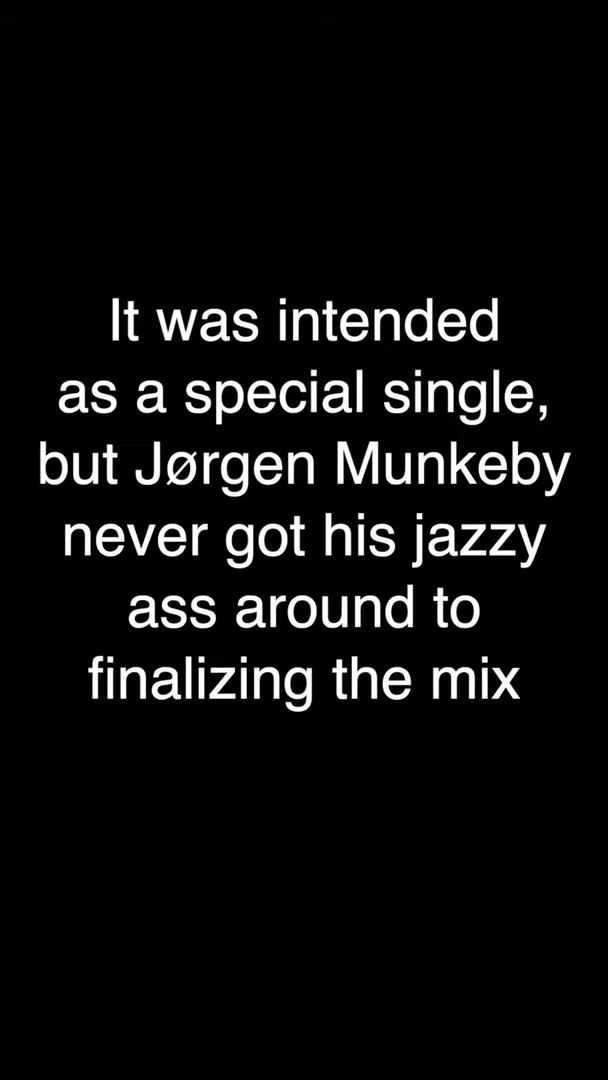 It was intended
as a special single,
but Jørgen Munkeby
never got his jazzy
ass around to
finalizing the mix